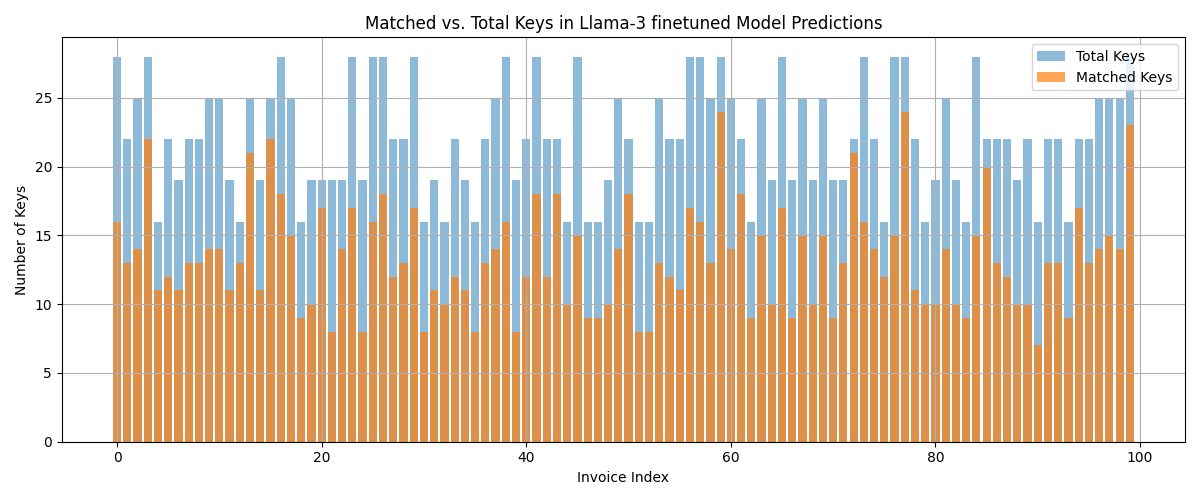 Matched vs. Total Keys in Llama-3 finetuned Model Predictions
Total Keys
Matched Keys
Number of Keys
25
20
15
10
5
0
0 20 40 60 80 100
Invoice Index